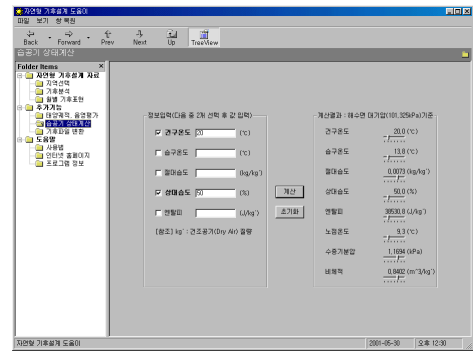 자연형 기후설계 도움이
파일 보기 창 북원
Back Forward Prev Next Up TreeView
습공기 상태계산
Folder Items ×
자연형 기후설계 자료
지역선택
기후분석
월별 기후표현
추가기능
태양궤적, 음영평가
습공기 상태계산
기후파일 변환
도움말
사용법
인터넷 홈페이지
프로그램 정보
정보입력(다음 중 2개 선택 후 값 입력)
건구온도 20 (℃)
습구온도 (℃)
절대습도 (kg/kg')
상대습도 50 (%)
엔탈피 (J/kg')
[참조] kg' : 건조공기(Dry Air) 질량
계산
초기화
계산결과 : 해수면 대기압(101,325kPa)기준
건구온도 20,0 (℃)
습구온도 13,8 (℃)
절대습도 0,0073 (kg/kg')
상대습도 50,0 (%)
엔탈피 38530,8 (J/kg')
노점온도 9,3 (℃)
수증기분압 1,1694 (kPa)
비체적 0,8402 (m^3/kg')
자연형 기후설계 도움이 2001-05-30 오후 12:30